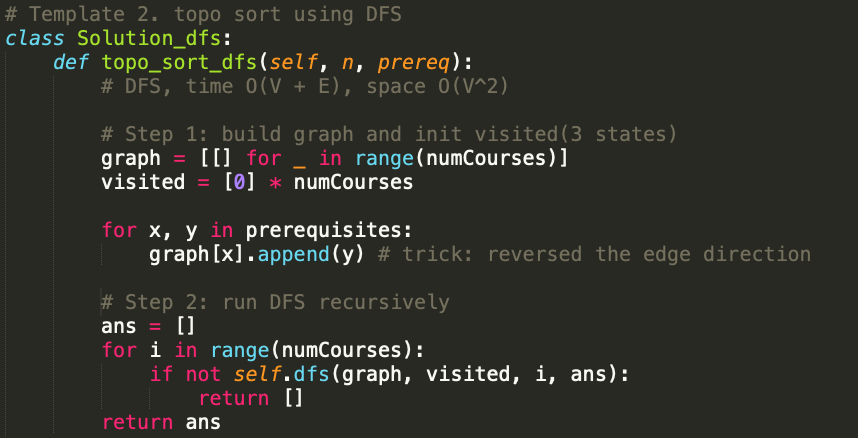 # Template 2. topo sort using DFS
class Solution_dfs:
    def topo_sort_dfs(self, n, prereq):
        # DFS, time O(V + E), space O(V^2)

        # Step 1: build graph and init visited(3 states)
        graph = [[] for _ in range(numCourses)]
        visited = [0] * numCourses

        for x, y in prerequisites:
            graph[x].append(y) # trick: reversed the edge direction

        # Step 2: run DFS recursively
        ans = []
        for i in range(numCourses):
            if not self.dfs(graph, visited, i, ans):
                return []
        return ans